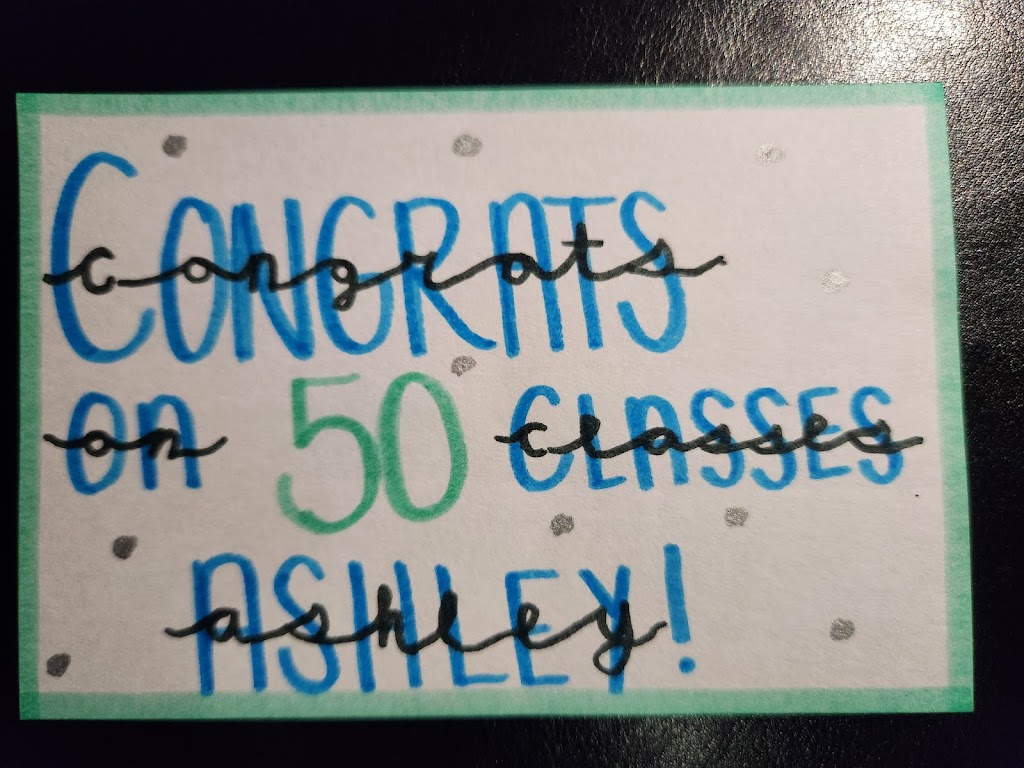 CONGRATS
congrats
ON 50 CLASSES
on classes
ASHLEY!
ashley